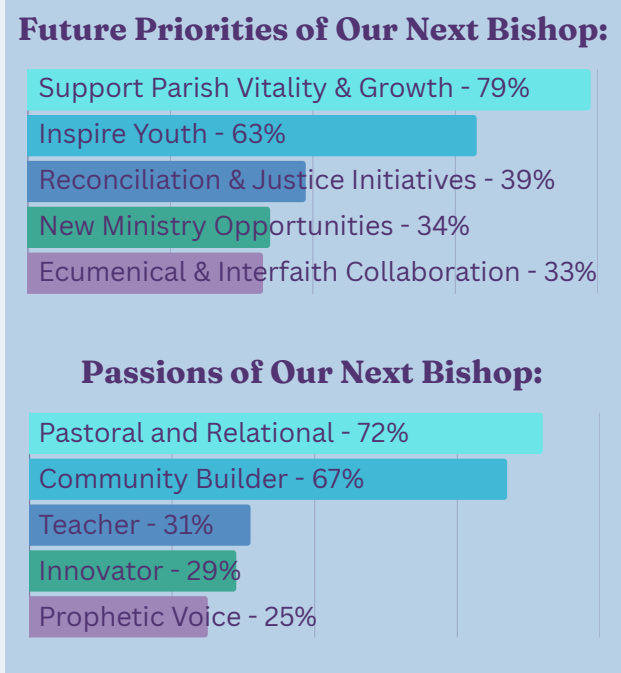 Future Priorities of Our Next Bishop:
Support Parish Vitality & Growth - 79%
Inspire Youth - 63%
Reconciliation & Justice Initiatives - 39%
New Ministry Opportunities - 34%
Ecumenical & Interfaith Collaboration - 33%
Passions of Our Next Bishop:
Pastoral and Relational - 72%
Community Builder - 67%
Teacher - 31%
Innovator - 29%
Prophetic Voice - 25%